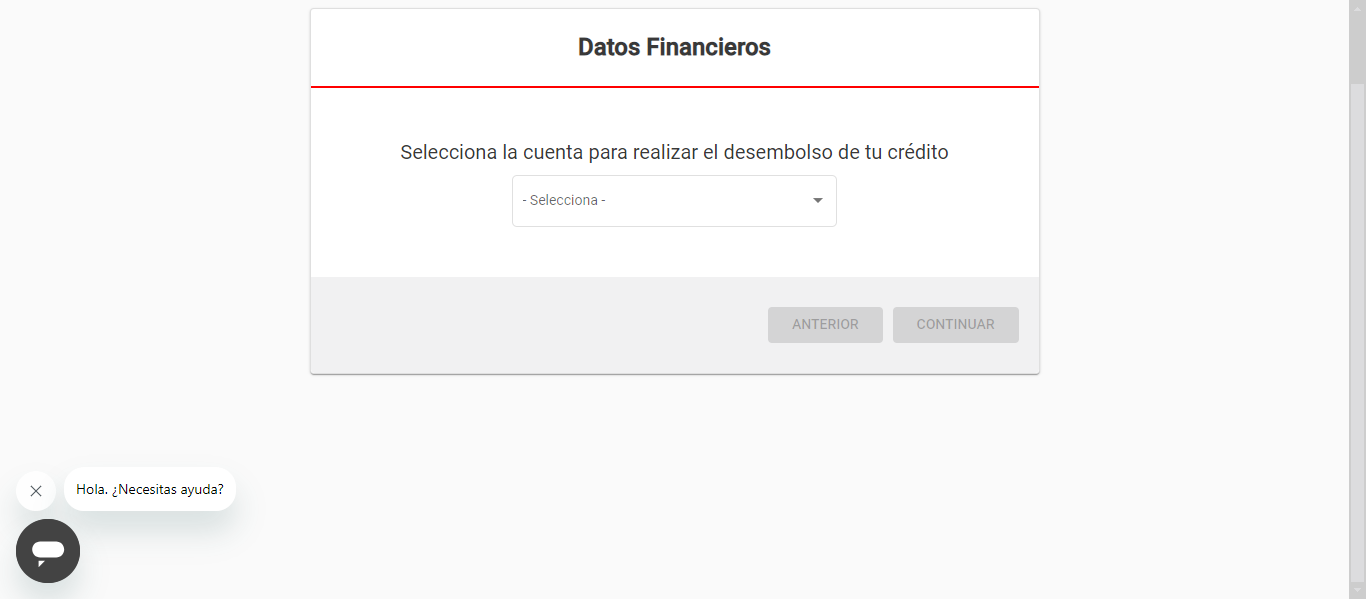 Datos Financieros
Selecciona la cuenta para realizar el desembolso de tu crédito
- Selecciona -
ANTERIOR
CONTINUAR
Hola. ¿Necesitas ayuda?